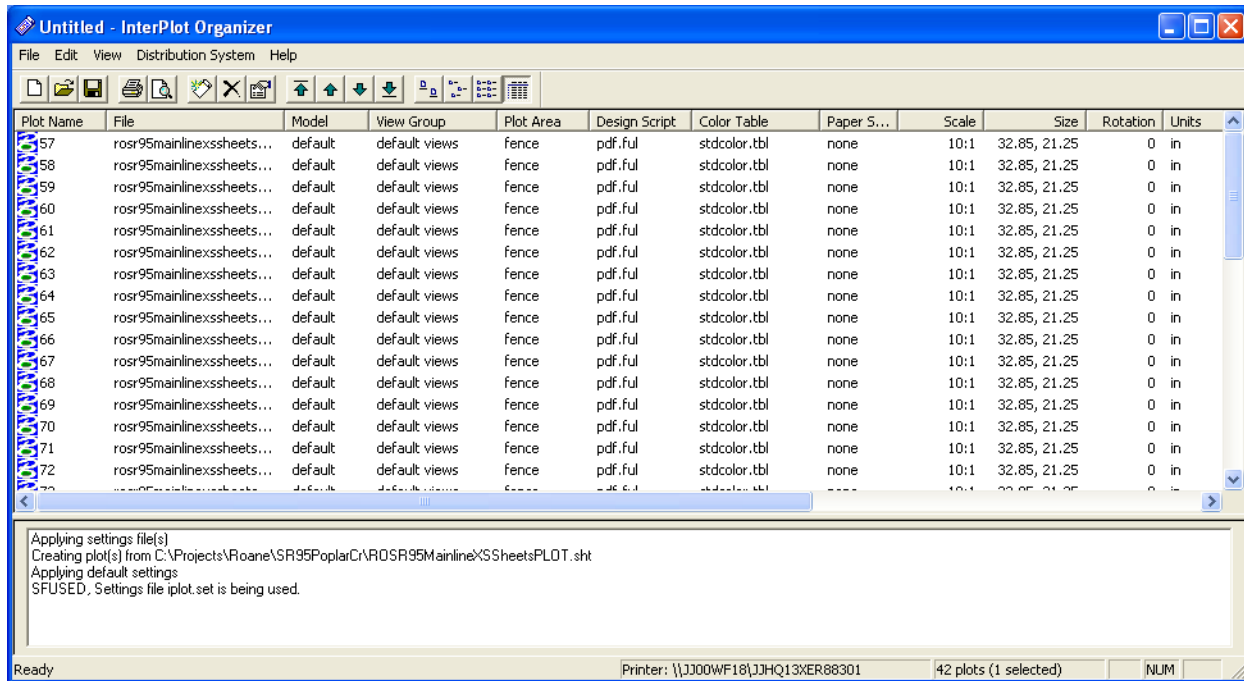 Untitled - InterPlot Organizer
File Edit View Distribution System Help
Plot Name File Model View Group Plot Area Design Script Color Table Paper S... Scale Size Rotation Units
57 rosr95mainlinexssheets... default default views fence pdf.ful stdcolor.tbl none 10:1 32.85, 21.25 0 in
58 rosr95mainlinexssheets... default default views fence pdf.ful stdcolor.tbl none 10:1 32.85, 21.25 0 in
59 rosr95mainlinexssheets... default default views fence pdf.ful stdcolor.tbl none 10:1 32.85, 21.25 0 in
60 rosr95mainlinexssheets... default default views fence pdf.ful stdcolor.tbl none 10:1 32.85, 21.25 0 in
61 rosr95mainlinexssheets... default default views fence pdf.ful stdcolor.tbl none 10:1 32.85, 21.25 0 in
62 rosr95mainlinexssheets... default default views fence pdf.ful stdcolor.tbl none 10:1 32.85, 21.25 0 in
63 rosr95mainlinexssheets... default default views fence pdf.ful stdcolor.tbl none 10:1 32.85, 21.25 0 in
64 rosr95mainlinexssheets... default default views fence pdf.ful stdcolor.tbl none 10:1 32.85, 21.25 0 in
65 rosr95mainlinexssheets... default default views fence pdf.ful stdcolor.tbl none 10:1 32.85, 21.25 0 in
66 rosr95mainlinexssheets... default default views fence pdf.ful stdcolor.tbl none 10:1 32.85, 21.25 0 in
67 rosr95mainlinexssheets... default default views fence pdf.ful stdcolor.tbl none 10:1 32.85, 21.25 0 in
68 rosr95mainlinexssheets... default default views fence pdf.ful stdcolor.tbl none 10:1 32.85, 21.25 0 in
69 rosr95mainlinexssheets... default default views fence pdf.ful stdcolor.tbl none 10:1 32.85, 21.25 0 in
70 rosr95mainlinexssheets... default default views fence pdf.ful stdcolor.tbl none 10:1 32.85, 21.25 0 in
71 rosr95mainlinexssheets... default default views fence pdf.ful stdcolor.tbl none 10:1 32.85, 21.25 0 in
72 rosr95mainlinexssheets... default default views fence pdf.ful stdcolor.tbl none 10:1 32.85, 21.25 0 in
Applying settings file(s)
Creating plot(s) from C:\Projects\Roane\SR95PoplarCr\ROSR95MainlineXSSheetsPLOT.sht
Applying default settings
SFUSED, Settings file iplot.set is being used.
Ready Printer: \\JJ00WF18\JJHQ13XER88301 42 plots (1 selected) NUM